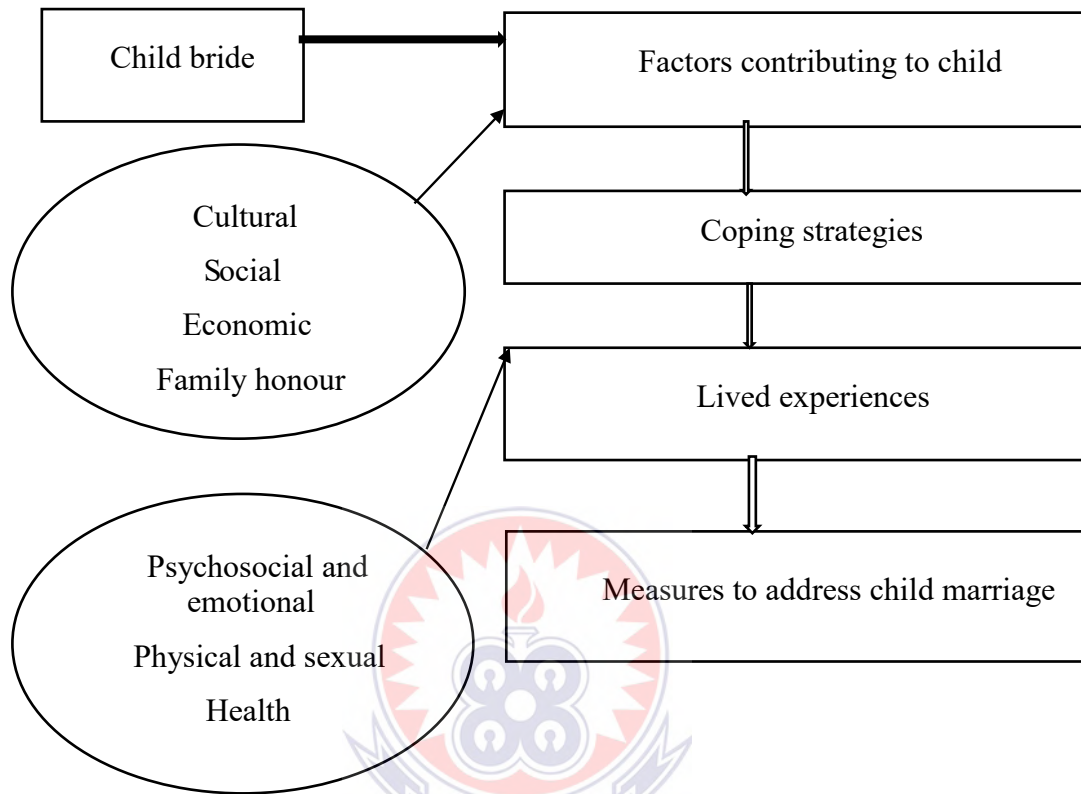 Child bride
Factors contributing to child
Cultural
Social
Economic
Family honour
Coping strategies
Lived experiences
Psychosocial and
emotional
Physical and sexual
Health
Measures to address child marriage